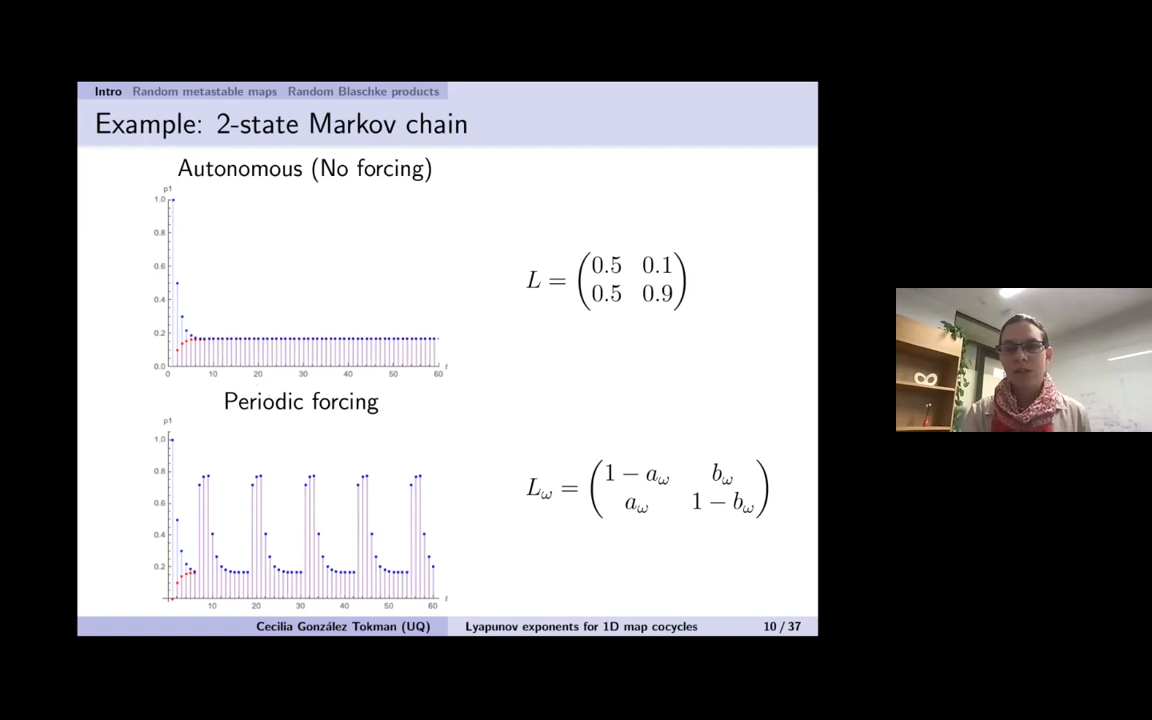 Intro Random metastable maps Random Blaschke products
Example: 2-state Markov chain
Autonomous (No forcing)
p1
1.0
0.8
0.6
0.4
0.2
0.0
0 10 20 30 40 50 60 t
L = (0.5 0.1
0.5 0.9)
Periodic forcing
p1
1.0
0.8
0.6
0.4
0.2
10 20 30 40 50 60 t
L_ω = (1 − a_ω b_ω
a_ω 1 − b_ω)
Cecilia González Tokman (UQ) Lyapunov exponents for 1D map cocycles 10 / 37